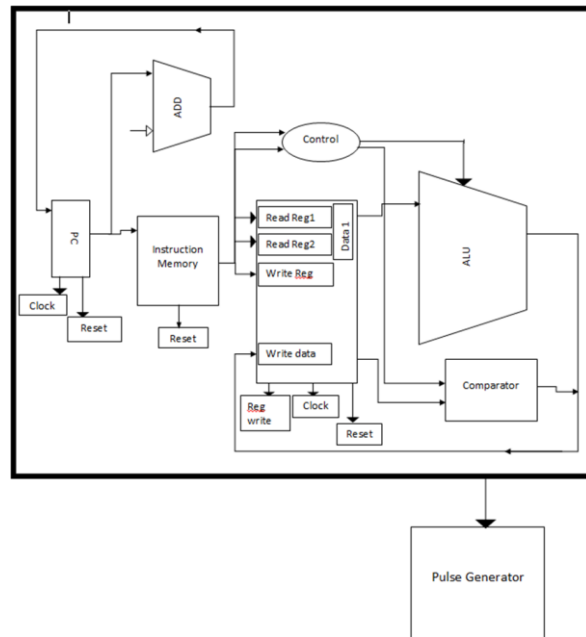 ADD
Control
PC
Instruction
Memory
Read Reg1
Read Reg2
Data 1
Write Reg
Write data
ALU
Clock
Reset
Reset
Comparator
Reg
write
Clock
Reset
Pulse Generator